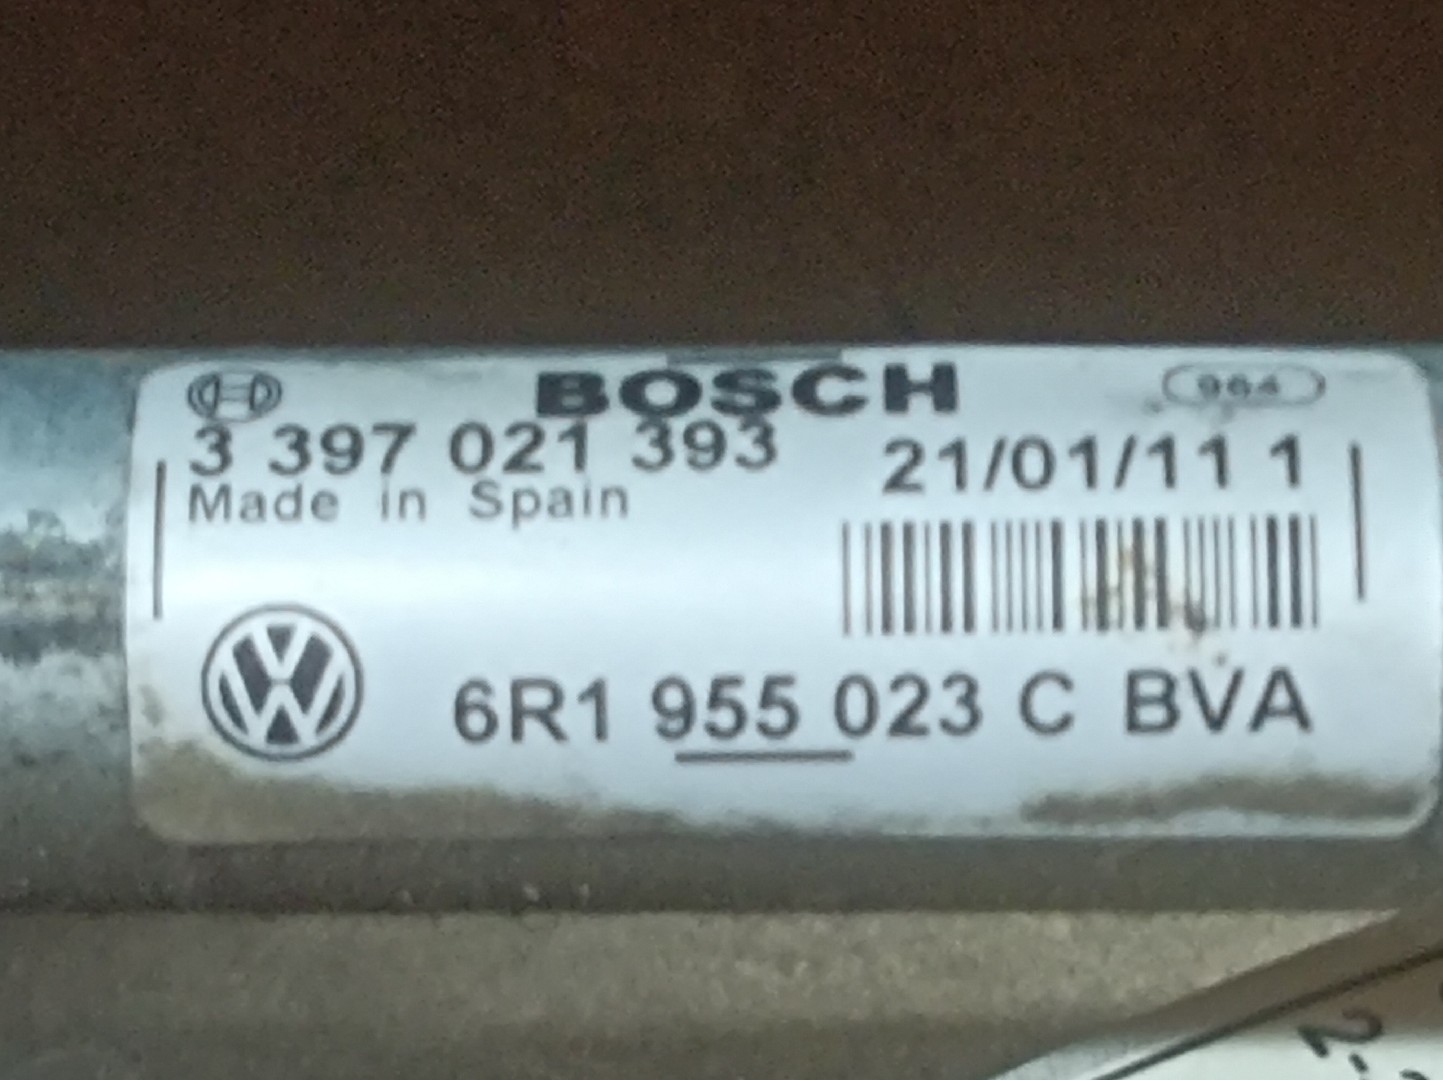 BOSCH 964
3 397 021 393 21/01/11 1
Made in Spain
6R1 955 023 C BVA